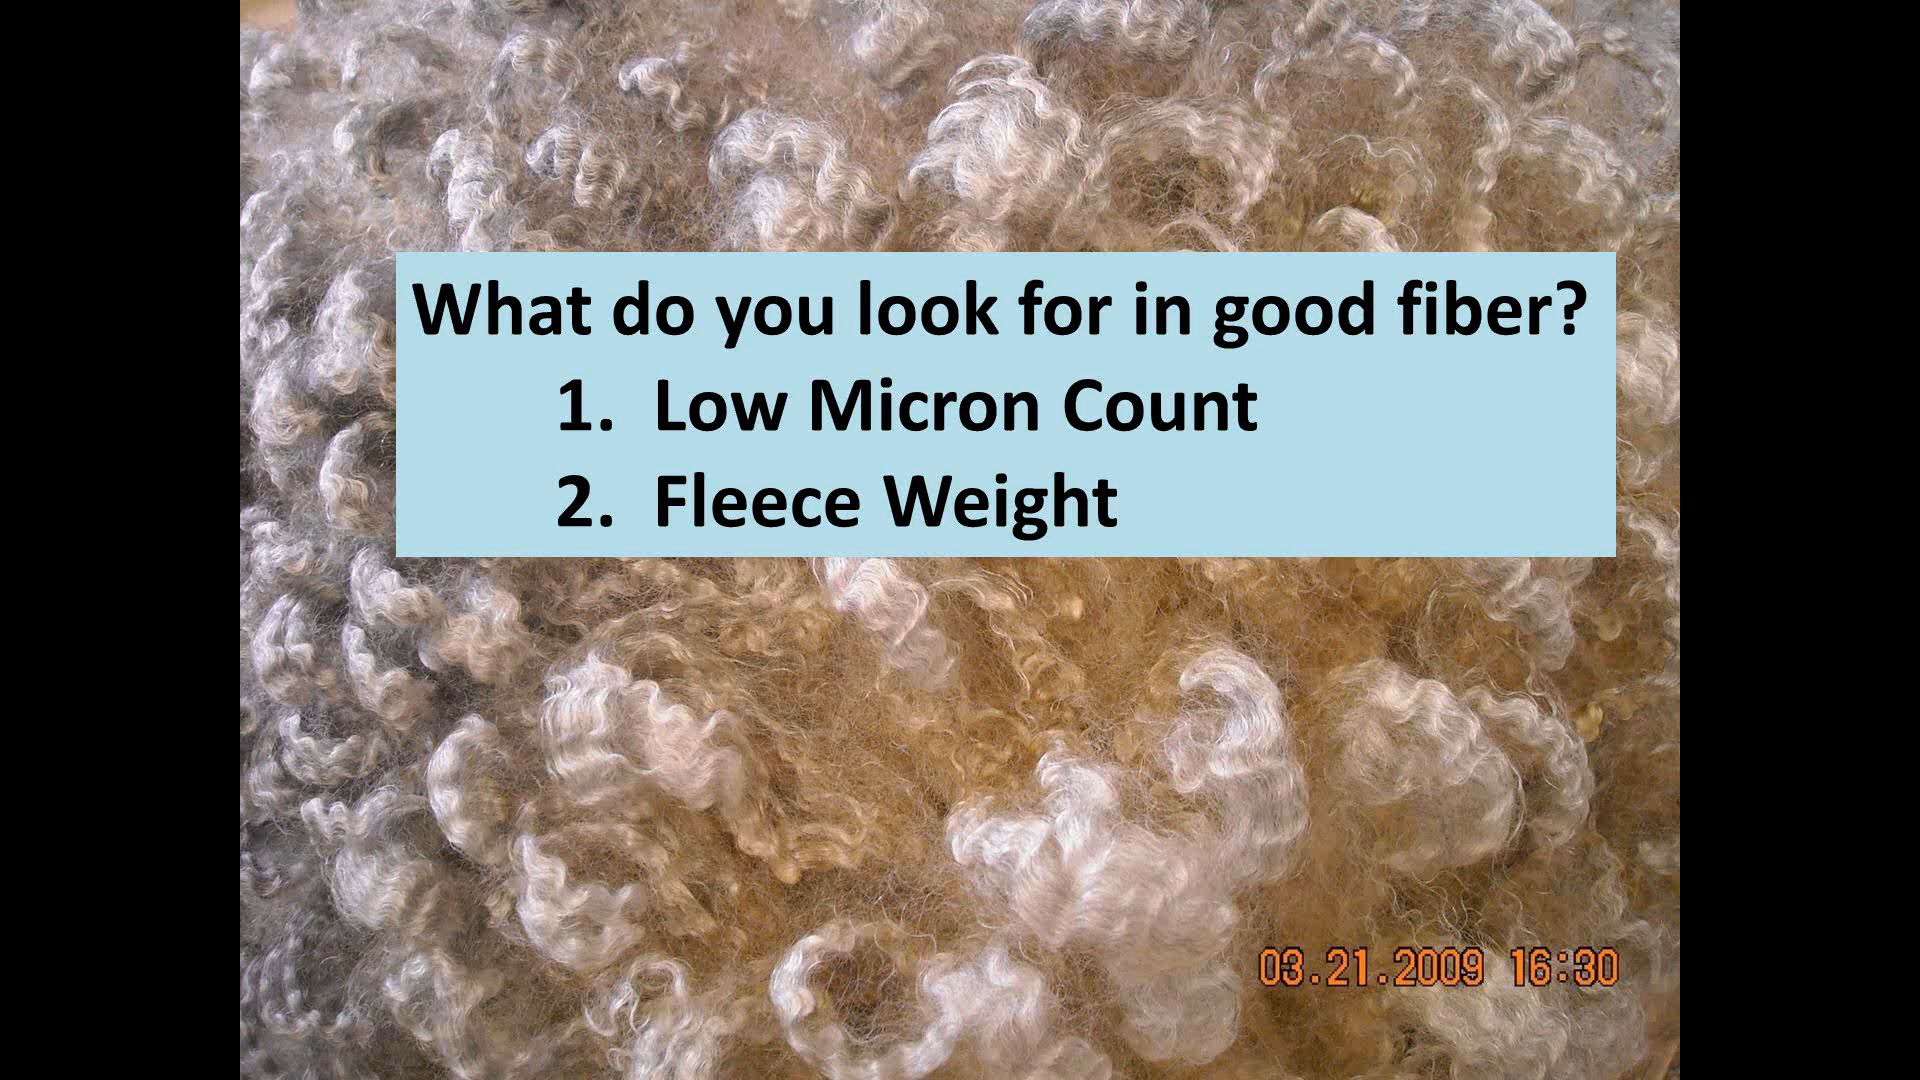 What do you look for in good fiber?
1. Low Micron Count
2. Fleece Weight
03.21.2009 16:30